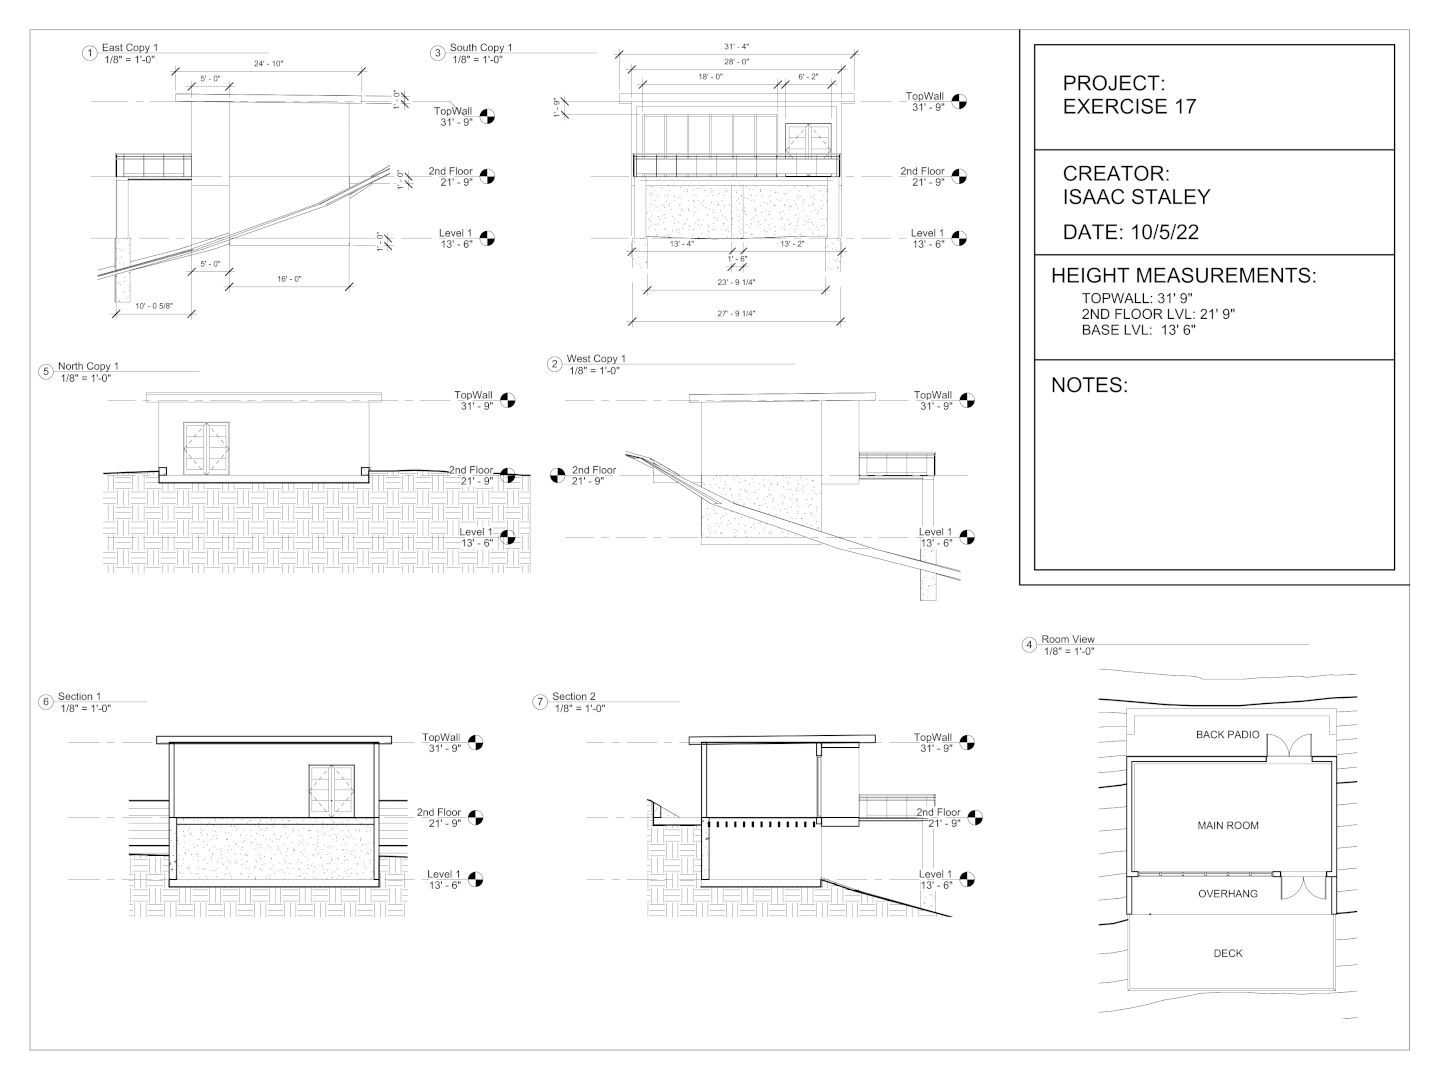 1 East Copy 1
1/8" = 1'-0"
24' - 10"
5' - 0"
1' - 0"
TopWall
31' - 9"
2nd Floor
21' - 9"
1' - 0"
Level 1
13' - 6"
1' - 0"
5' - 0"
16' - 0"
10' - 0 5/8"
3 South Copy 1
1/8" = 1'-0"
31' - 4"
28' - 0"
18' - 0"
6' - 2"
1' - 9"
TopWall
31' - 9"
2nd Floor
21' - 9"
Level 1
13' - 6"
13' - 4"
13' - 2"
1' - 6"
23' - 9 1/4"
27' - 9 1/4"
PROJECT:
EXERCISE 17
CREATOR:
ISAAC STALEY
DATE: 10/5/22
HEIGHT MEASUREMENTS:
TOPWALL: 31' 9"
2ND FLOOR LVL: 21' 9"
BASE LVL: 13' 6"
NOTES:
5 North Copy 1
1/8" = 1'-0"
TopWall
31' - 9"
2nd Floor
21' - 9"
Level 1
13' - 6"
2 West Copy 1
1/8" = 1'-0"
TopWall
31' - 9"
2nd Floor
21' - 9"
2nd Floor
21' - 9"
Level 1
13' - 6"
4 Room View
1/8" = 1'-0"
BACK PADIO
MAIN ROOM
OVERHANG
DECK
6 Section 1
1/8" = 1'-0"
TopWall
31' - 9"
2nd Floor
21' - 9"
Level 1
13' - 6"
7 Section 2
1/8" = 1'-0"
TopWall
31' - 9"
2nd Floor
21' - 9"
Level 1
13' - 6"